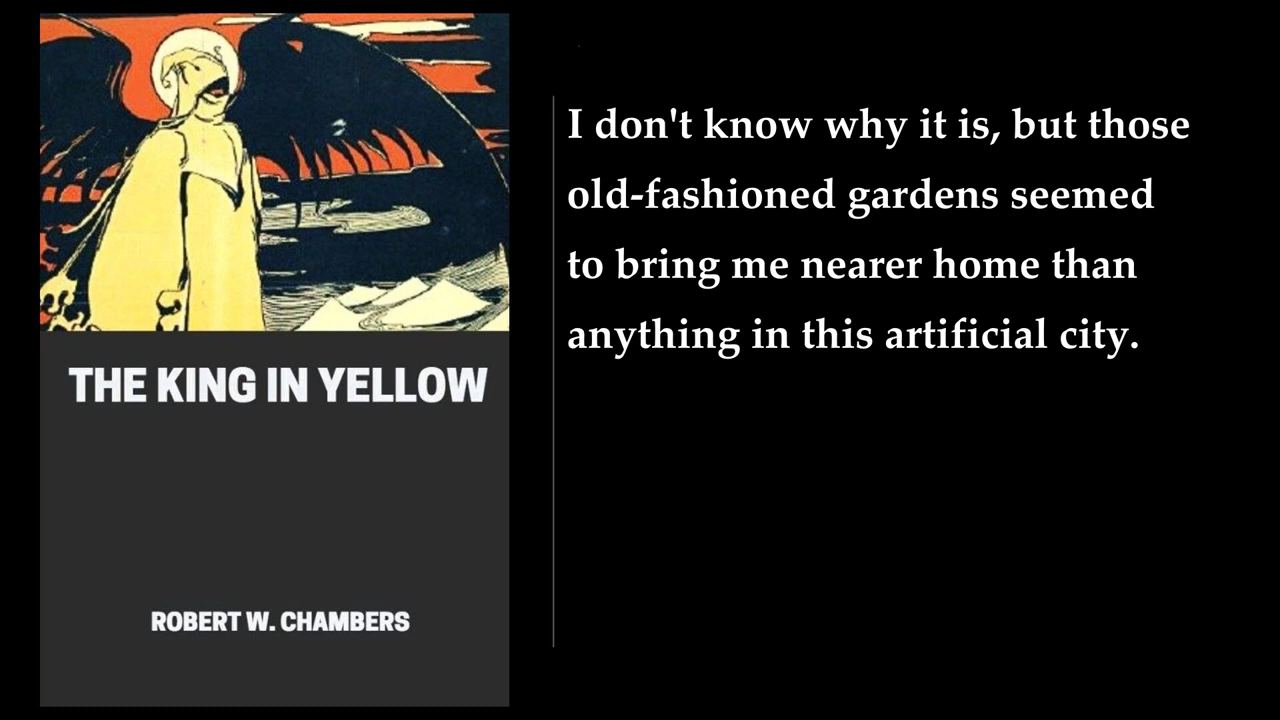 THE KING IN YELLOW
ROBERT W. CHAMBERS
I don't know why it is, but those
old-fashioned gardens seemed
to bring me nearer home than
anything in this artificial city.